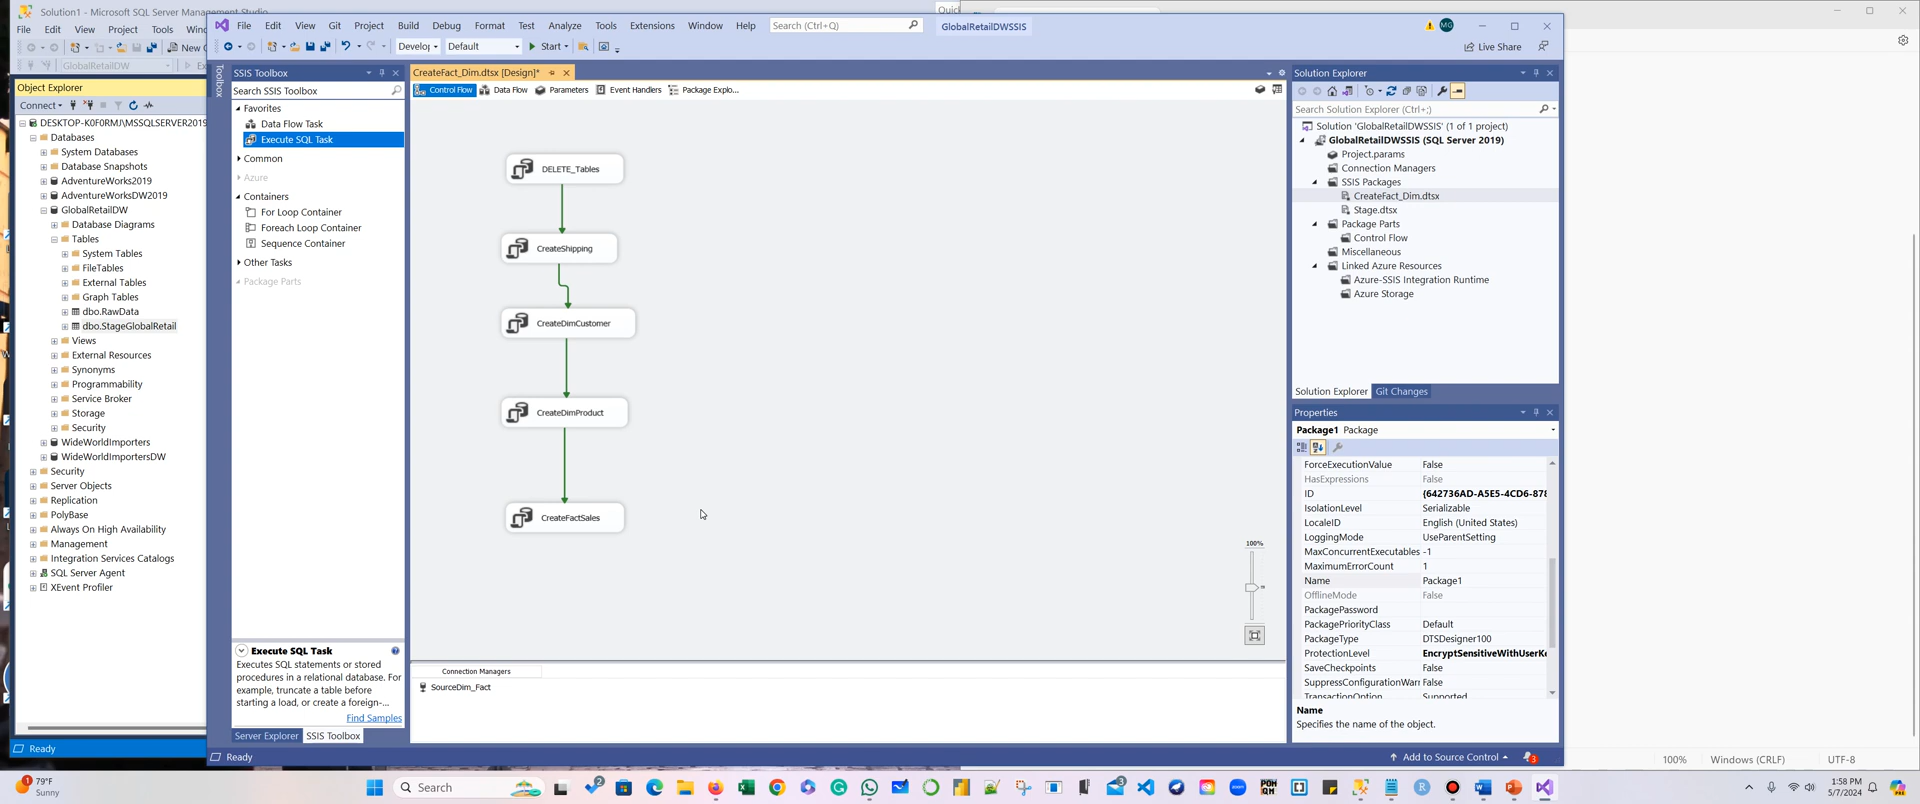 Solution1 - Microsoft SQL Server Management Studio
File Edit View Project Tools
New
GlobalRetailDW
Object Explorer
Connect
DESKTOP-K0F0RMJ\MSSQLSERVER2019
Databases
System Databases
Database Snapshots
AdventureWorks2019
AdventureWorksDW2019
GlobalRetailDW
Database Diagrams
Tables
System Tables
FileTables
External Tables
Graph Tables
dbo.RawData
dbo.StageGlobalRetail
Views
External Resources
Synonyms
Programmability
Service Broker
Storage
Security
WideWorldImporters
WideWorldImportersDW
Security
Server Objects
Replication
PolyBase
Always On High Availability
Management
Integration Services Catalogs
SQL Server Agent
XEvent Profiler
Ready
File Edit View Git Project Build Debug Format Test Analyze Tools Extensions Window Help Search (Ctrl+Q) GlobalRetailDWSSIS MG
Develop Default Start Live Share
Toolbox
SSIS Toolbox
Search SSIS Toolbox
Favorites
Data Flow Task
Execute SQL Task
Common
Azure
Containers
For Loop Container
Foreach Loop Container
Sequence Container
Other Tasks
Package Parts
Execute SQL Task
Executes SQL statements or stored
procedures in a relational database. For
example, truncate a table before
starting a load, or create a foreign-...
Find Samples
Server Explorer SSIS Toolbox
Ready
CreateFact_Dim.dtsx [Design]*
Control Flow Data Flow Parameters Event Handlers Package Explo...
DELETE_Tables
CreateShipping
CreateDimCustomer
CreateDimProduct
CreateFactSales
100%
Connection Managers
SourceDim_Fact
Solution Explorer
Search Solution Explorer (Ctrl+;)
Solution 'GlobalRetailDWSSIS' (1 of 1 project)
GlobalRetailDWSSIS (SQL Server 2019)
Project.params
Connection Managers
SSIS Packages
CreateFact_Dim.dtsx
Stage.dtsx
Package Parts
Control Flow
Miscellaneous
Linked Azure Resources
Azure-SSIS Integration Runtime
Azure Storage
Solution Explorer Git Changes
Properties
Package1 Package
ForceExecutionValue False
HasExpressions False
ID {642736AD-A5E5-4CD6-878
IsolationLevel Serializable
LocaleID English (United States)
LoggingMode UseParentSetting
MaxConcurrentExecutables -1
MaximumErrorCount 1
Name Package1
OfflineMode False
PackagePassword
PackagePriorityClass Default
PackageType DTSDesigner100
ProtectionLevel EncryptSensitiveWithUserKe
SaveCheckpoints False
SuppressConfigurationWarr False
TransactionOption Supported
Name
Specifies the name of the object.
Add to Source Control 3
100% Windows (CRLF) UTF-8
79°F
Sunny
Search
1:58 PM
5/7/2024